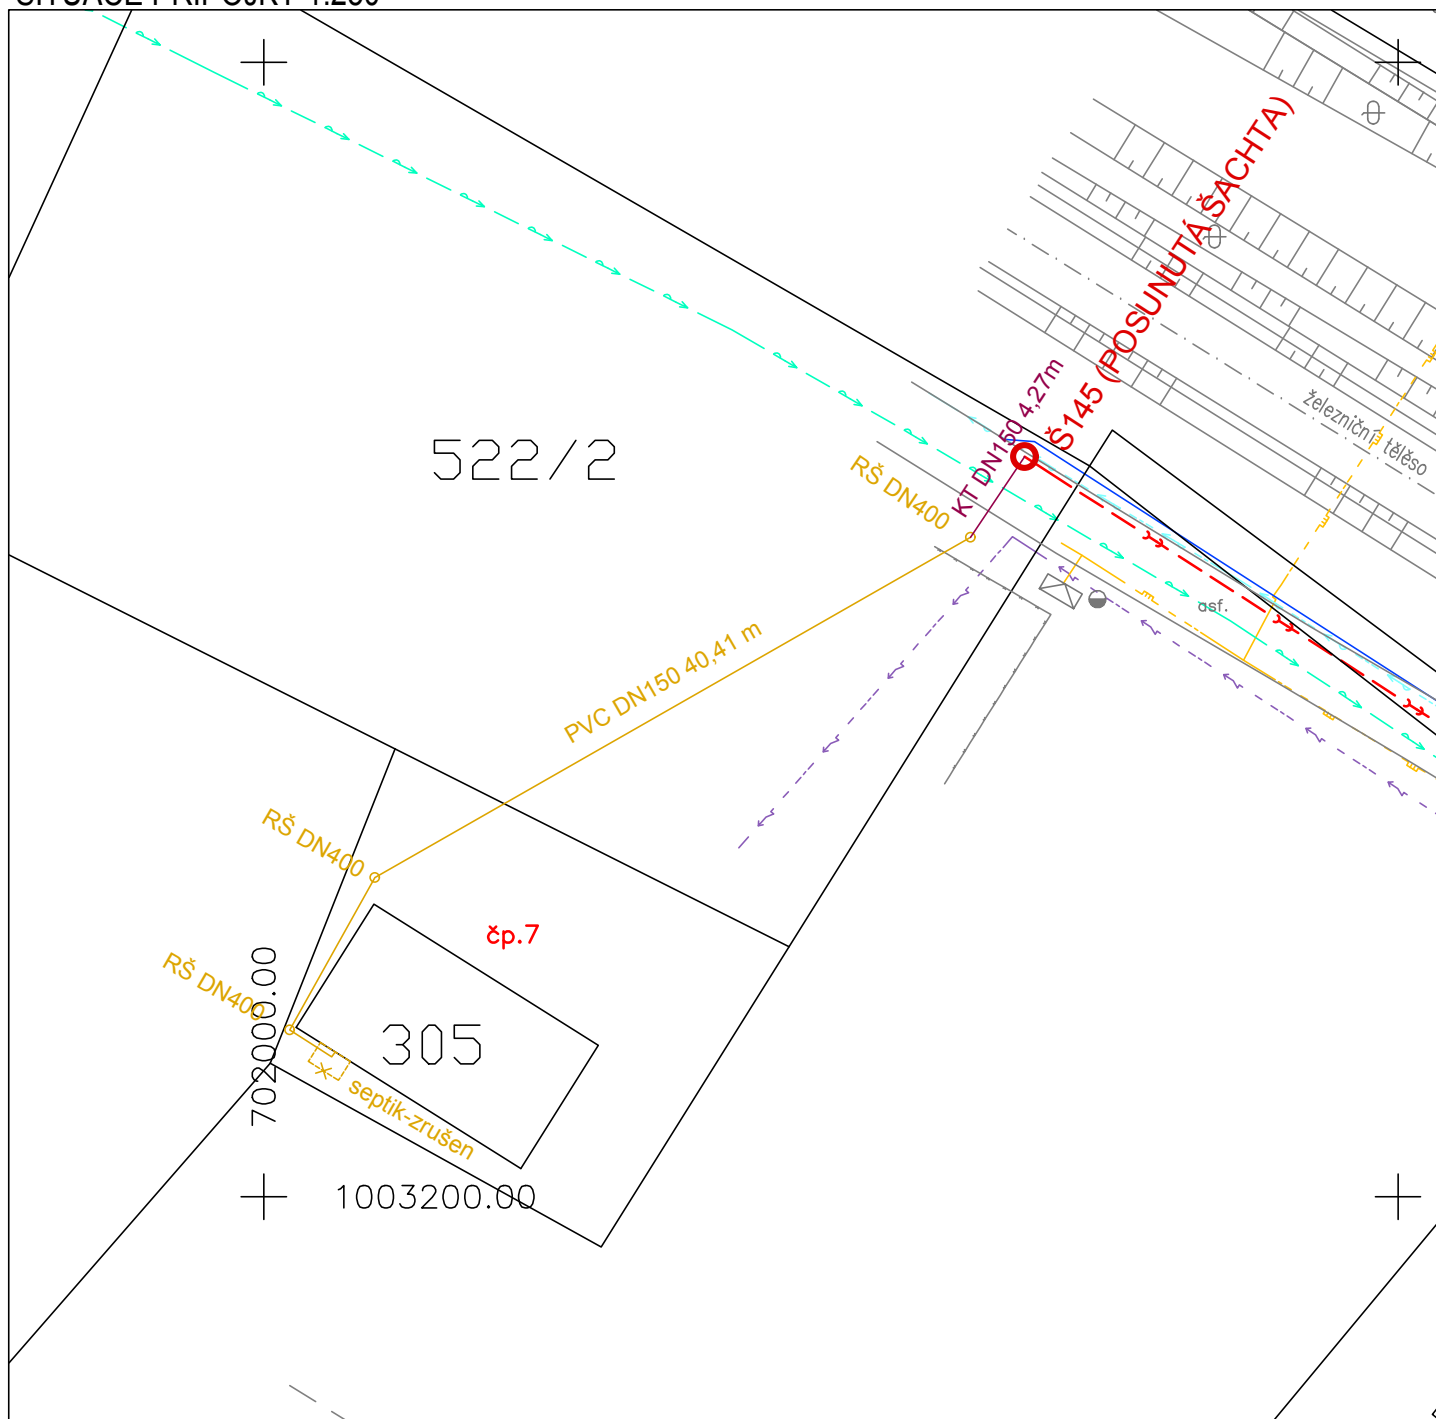 Š145 (POSUNUTÁ ŠACHTA)
KT DN150 4,27m
železniční těleso
522/2
RŠ DN400
asf.
PVC DN150 40,41 m
RŠ DN400
čp.7
RŠ DN400
702000.00
305
septik-zrušen
1003200.00